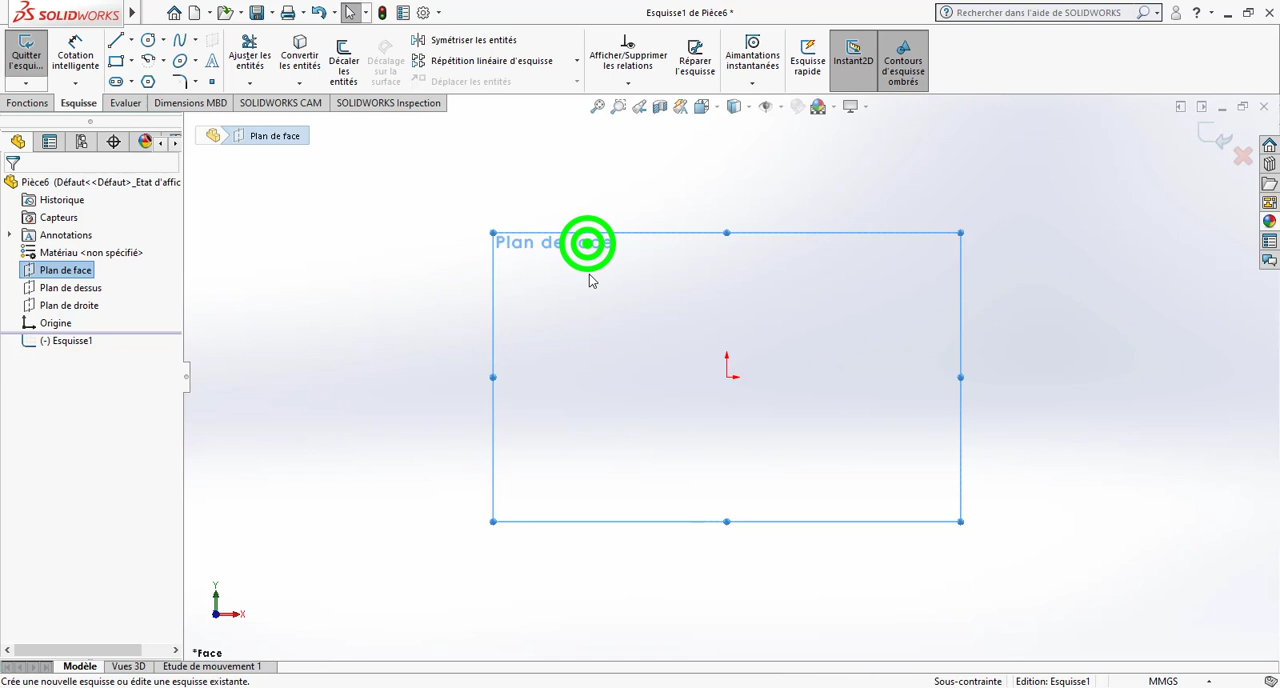 SOLIDWORKS
Esquisse1 de Pièce6 *
Rechercher dans l'aide de SOLIDWORKS
Quitter l'esqui...
Cotation intelligente
Ajuster les entités
Convertir les entités
Décaler les entités
Décalage sur la surface
Symétriser les entités
Répétition linéaire d'esquisse
Déplacer les entités
Afficher/Supprimer les relations
Réparer l'esquisse
Aimantations instantanées
Esquisse rapide
Instant2D
Contours d'esquisse ombrés
Fonctions
Esquisse
Evaluer
Dimensions MBD
SOLIDWORKS CAM
SOLIDWORKS Inspection
Plan de face
Pièce6 (Défaut<<Défaut>_Etat d'affic
Historique
Capteurs
Annotations
Matériau <non spécifié>
Plan de face
Plan de dessus
Plan de droite
Origine
(-) Esquisse1
Plan de
Y
X
*Face
Modèle
Vues 3D
Etude de mouvement 1
Crée une nouvelle esquisse ou édite une esquisse existante.
Sous-contrainte
Edition: Esquisse1
MMGS